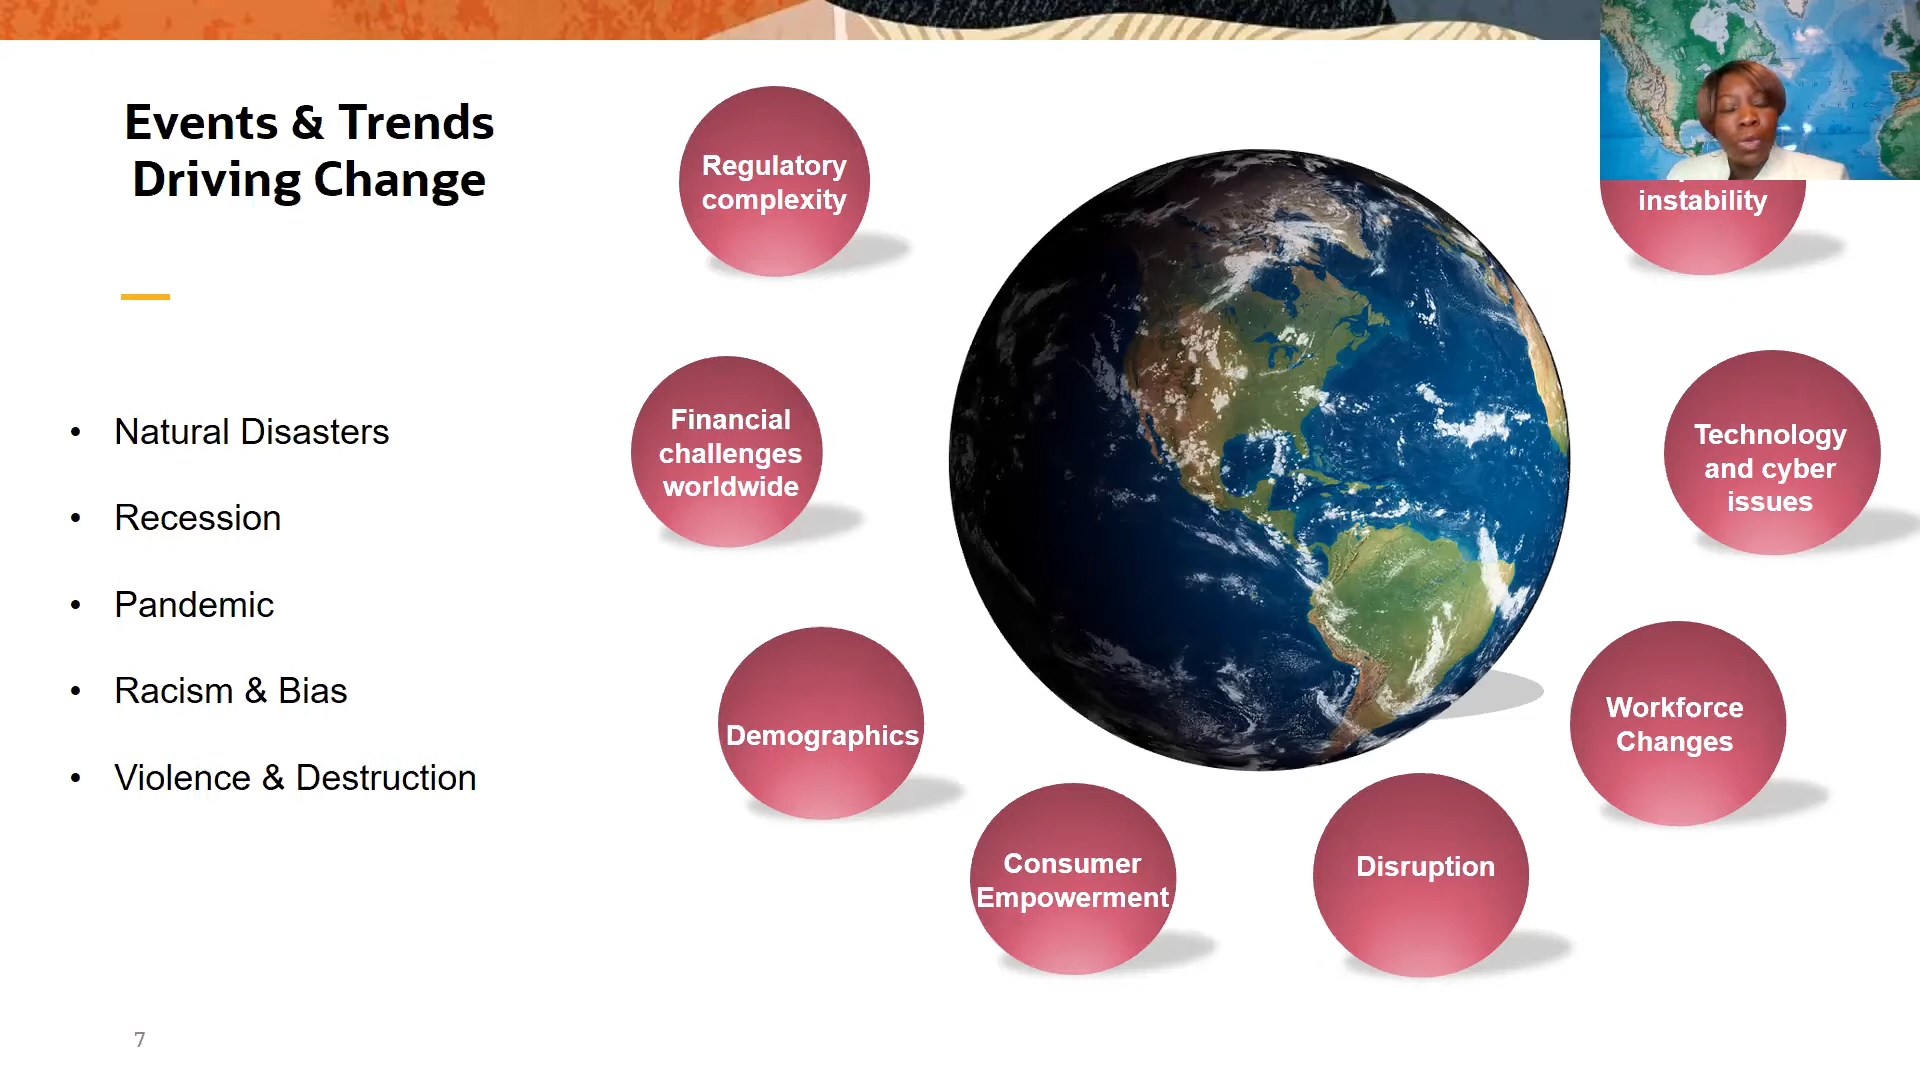 Events & Trends
Driving Change
• Natural Disasters
• Recession
• Pandemic
• Racism & Bias
• Violence & Destruction
Regulatory
complexity
Financial
challenges
worldwide
Demographics
Consumer
Empowerment
Disruption
Workforce
Changes
Technology
and cyber
issues
instability
7